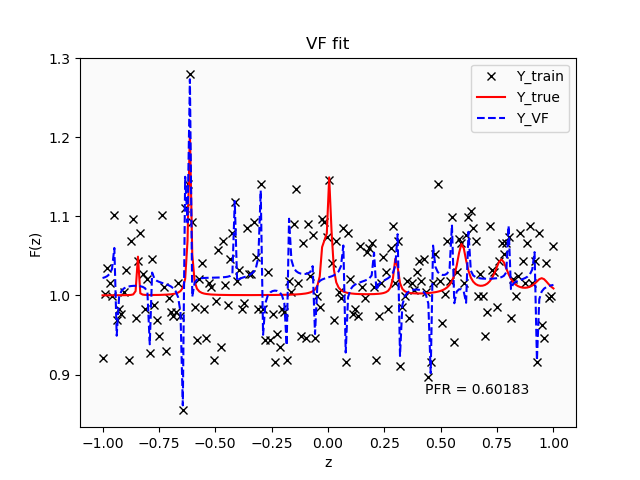 VF fit
1.3
1.2
1.1
1.0
0.9
F(z)
Y_train
Y_true
Y_VF
PFR = 0.60183
−1.00 −0.75 −0.50 −0.25 0.00 0.25 0.50 0.75 1.00
z